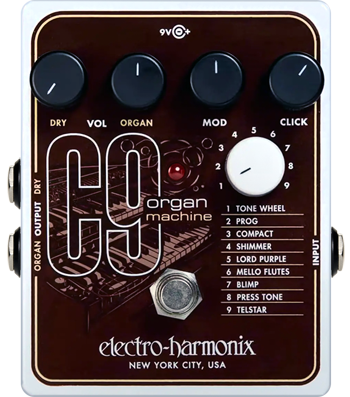 9V
DRY VOL ORGAN MOD CLICK
C9
organ
machine
1 2 3 4 5 6 7 8 9
1 TONE WHEEL
2 PROG
3 COMPACT
4 SHIMMER
5 LORD PURPLE
6 MELLO FLUTES
7 BLIMP
8 PRESS TONE
9 TELSTAR
ORGAN OUTPUT DRY
INPUT
electro-harmonix
NEW YORK CITY, USA